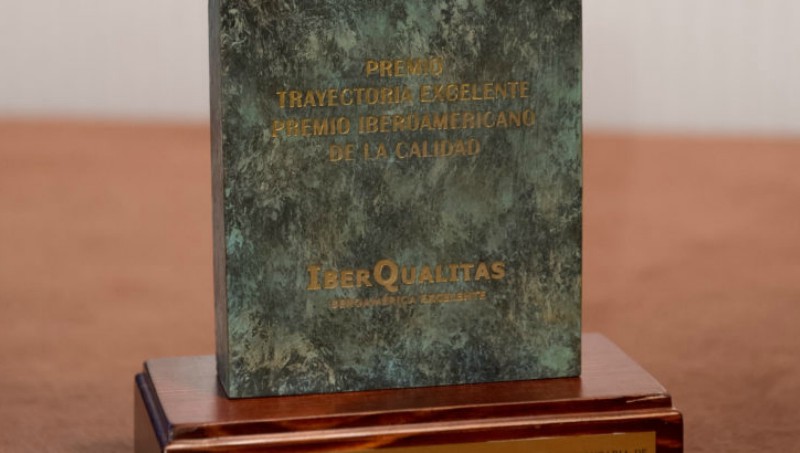 PREMIO
TRAYECTORIA EXCELENTE
PREMIO IBEROAMERICANO
DE LA CALIDAD
IBERQUALITAS
IBEROAMÉRICA EXCELENTE